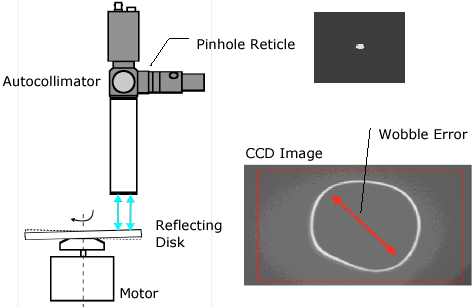 Pinhole Reticle
Autocollimator
Wobble Error
CCD Image
Reflecting
Disk
Motor